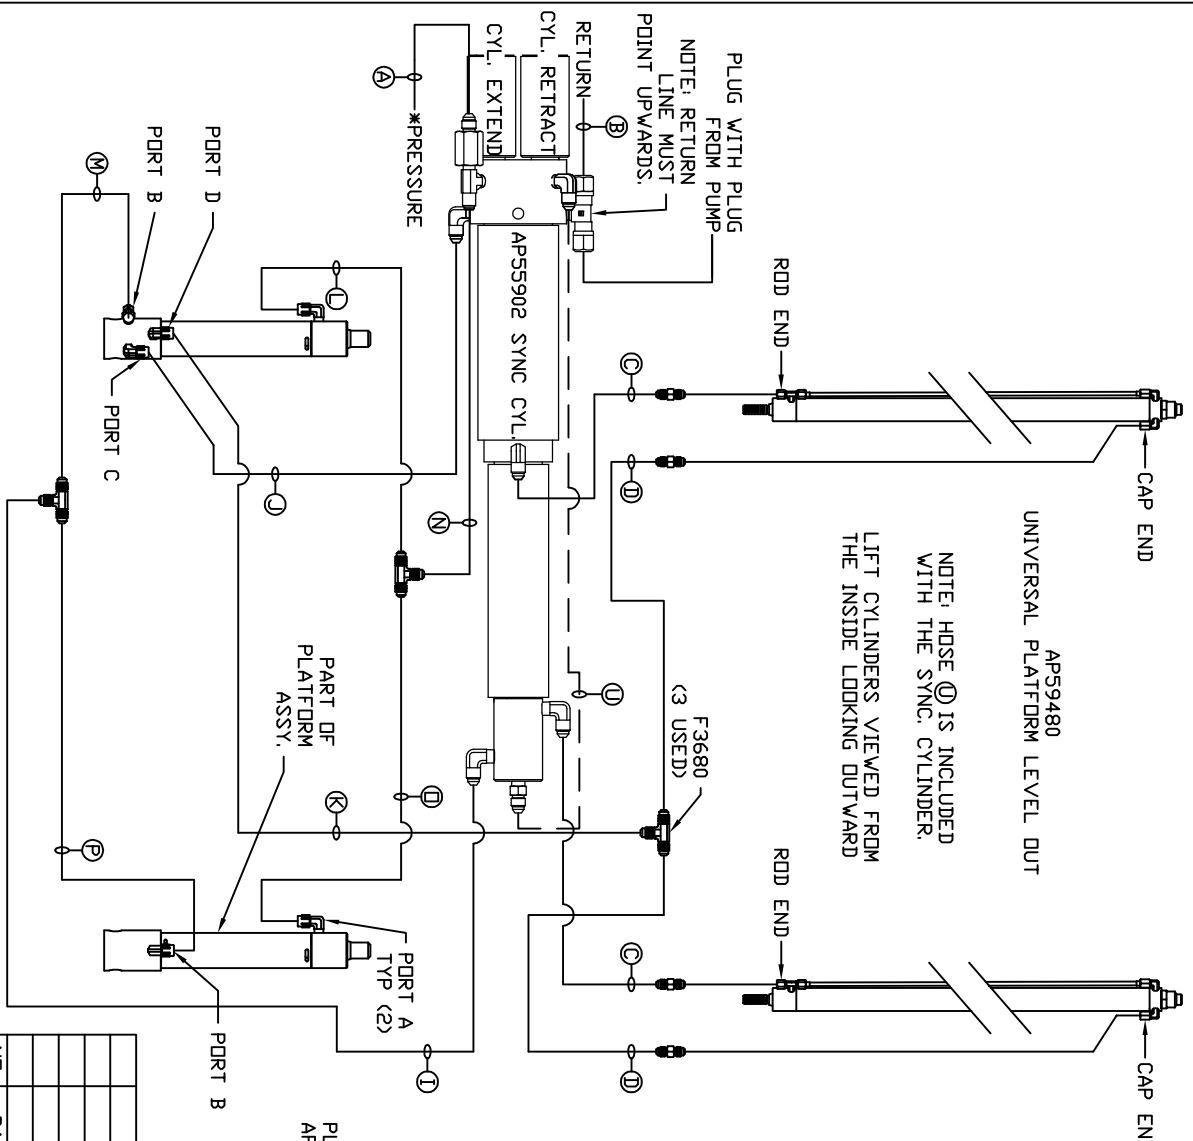 PLUG WITH PLUG
FROM PUMP
NOTE: RETURN
LINE MUST
POINT UPWARDS.
RETURN
B
CYL. RETRACT
CYL. EXTEND
A
*PRESSURE
AP55902 SYNC CYL.
ROD END
CAP END
C
D
AP59480
UNIVERSAL PLATFORM LEVEL OUT
NOTE: HOSE U IS INCLUDED
WITH THE SYNC. CYLINDER.
LIFT CYLINDERS VIEWED FROM
THE INSIDE LOOKING OUTWARD
U
F3680
(3 USED)
ROD END
CAP EN
C
D
PORT D
PORT B
M
L
PORT C
J
N
PART OF
PLATFORM
ASSY.
K
O
P
PORT A
TYP (2)
PORT B
I